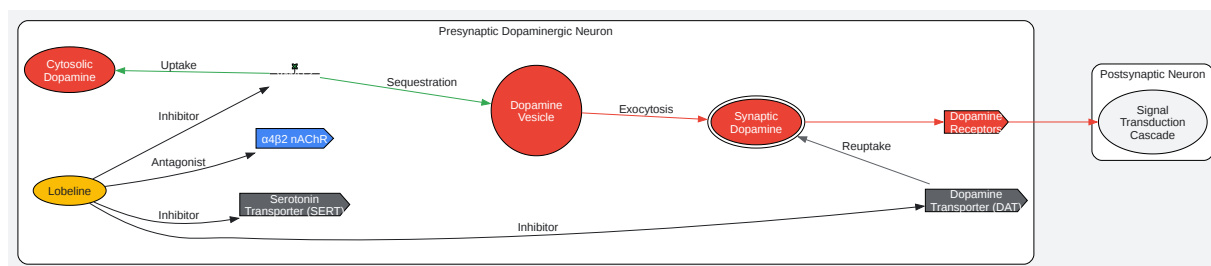 Presynaptic Dopaminergic Neuron
Cytosolic
Dopamine
Uptake
Sequestration
Dopamine
Vesicle
Exocytosis
Synaptic
Dopamine
Dopamine
Receptors
Postsynaptic Neuron
Signal
Transduction
Cascade
Inhibitor
α4β2 nAChR
Antagonist
Reuptake
Lobeline
Inhibitor
Serotonin
Transporter (SERT)
Dopamine
Transporter (DAT)
Inhibitor